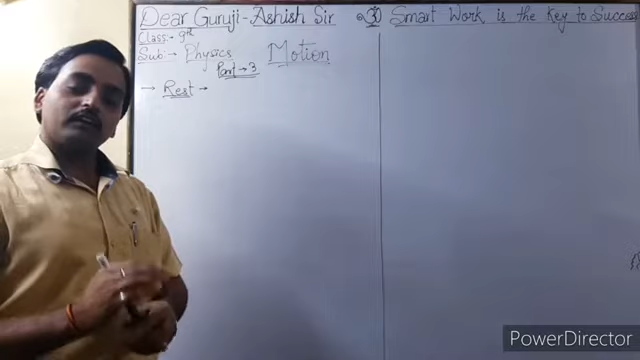 Dear Guruji - Ashish Sir ॐ Smart Work is the Key to Success
Class:- 9th
Sub:- Physics Motion
Part → 3
→ Rest →
PowerDirector